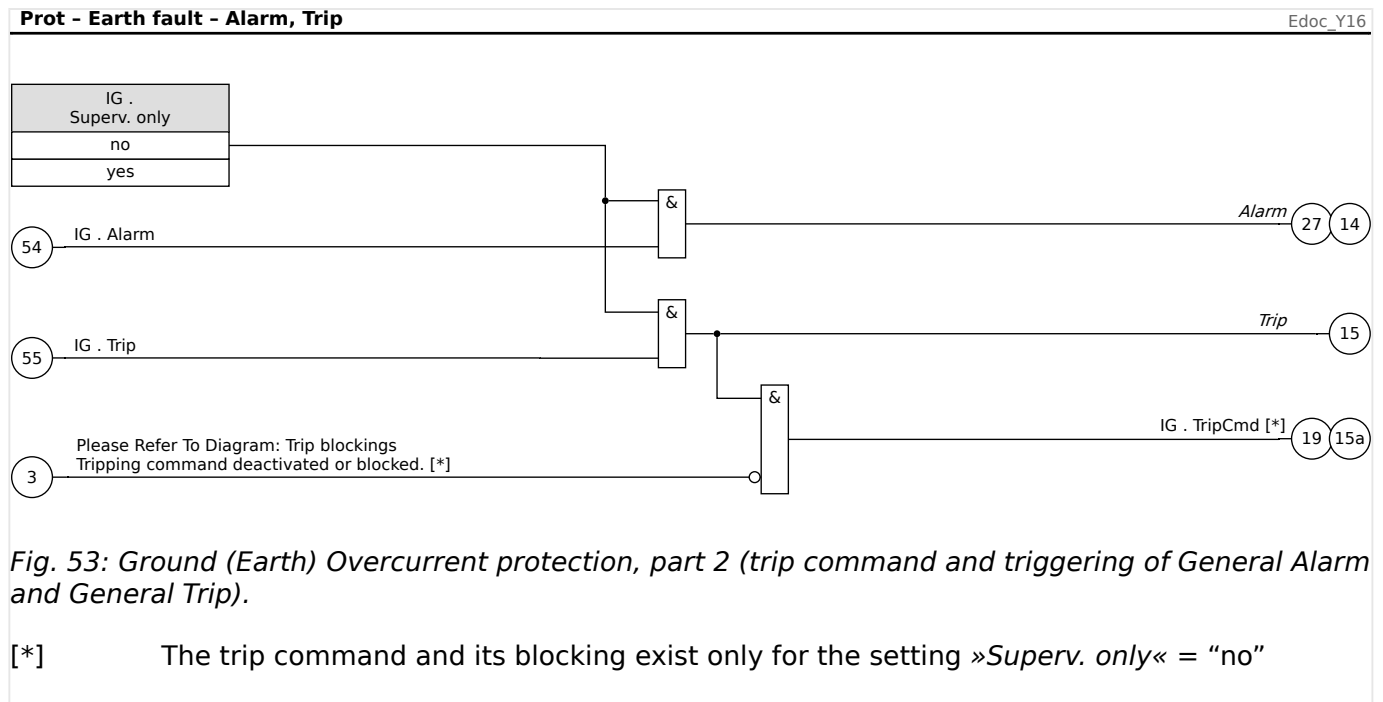 Prot – Earth fault – Alarm, Trip
Edoc_Y16
IG .
Superv. only
no
yes
&
Alarm
27
14
54
IG . Alarm
&
Trip
15
55
IG . Trip
&
IG . TripCmd [*]
19
15a
Please Refer To Diagram: Trip blockings
Tripping command deactivated or blocked. [*]
3
Fig. 53: Ground (Earth) Overcurrent protection, part 2 (trip command and triggering of General Alarm
and General Trip).
[*] The trip command and its blocking exist only for the setting »Superv. only« = “no”